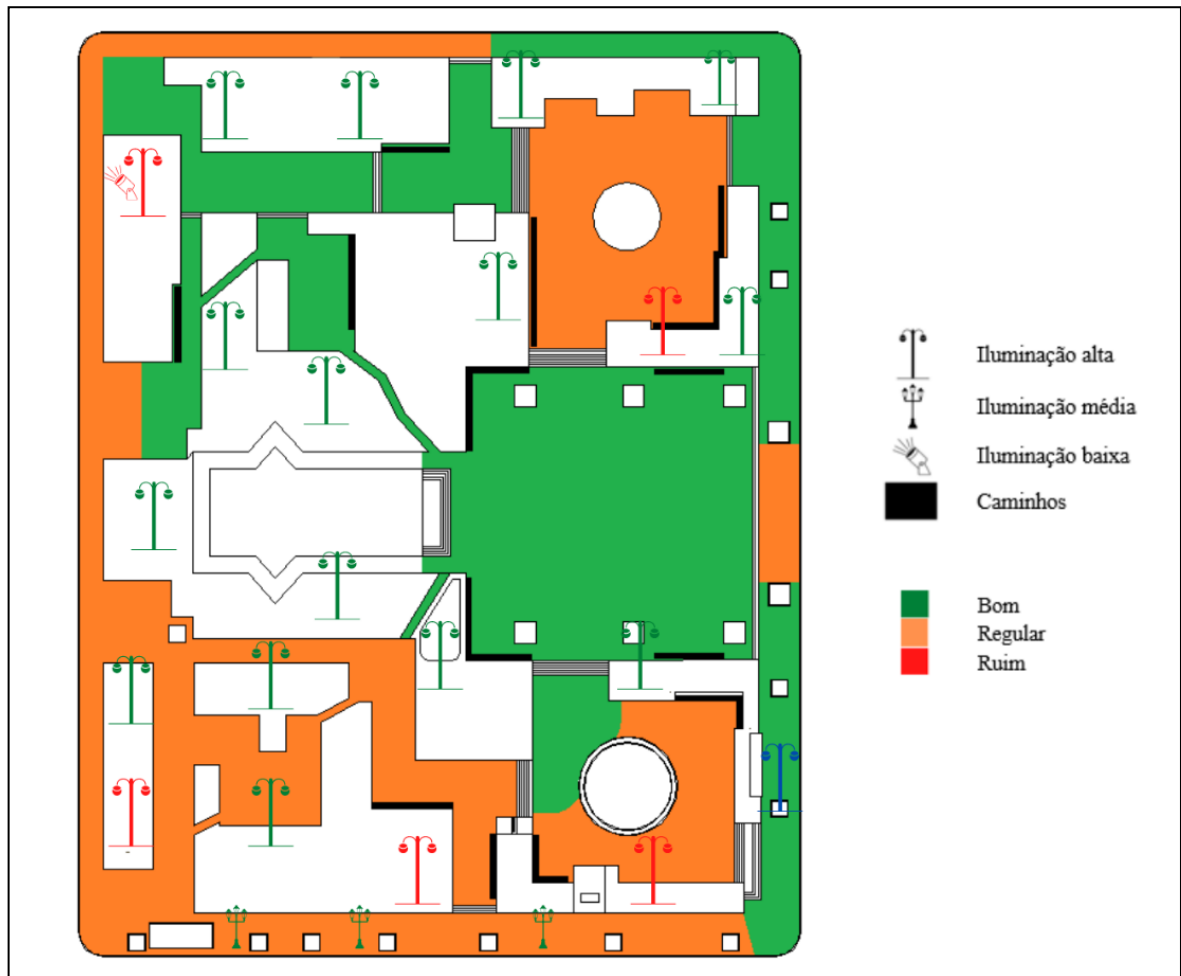 Iluminação alta
Iluminação média
Iluminação baixa
Caminhos
Bom
Regular
Ruim